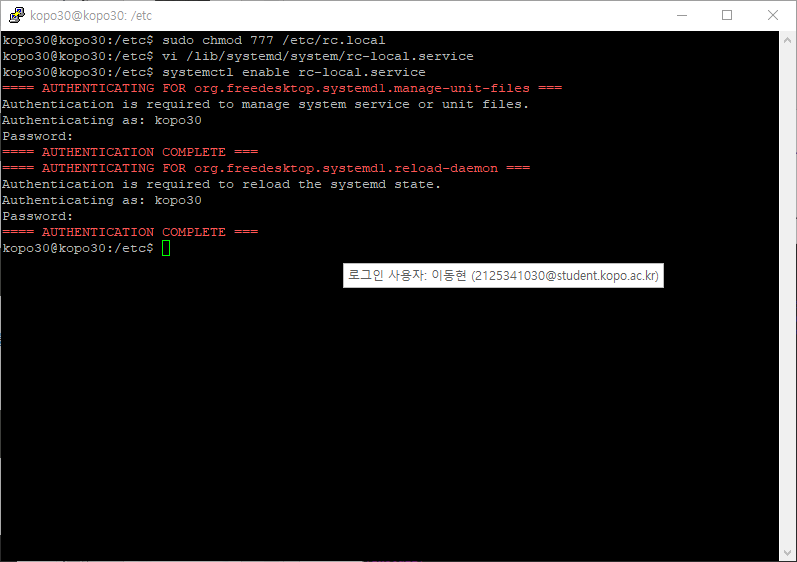 kopo30@kopo30: /etc
kopo30@kopo30:/etc$ sudo chmod 777 /etc/rc.local
kopo30@kopo30:/etc$ vi /lib/systemd/system/rc-local.service
kopo30@kopo30:/etc$ systemctl enable rc-local.service
==== AUTHENTICATING FOR org.freedesktop.systemd1.manage-unit-files ===
Authentication is required to manage system service or unit files.
Authenticating as: kopo30
Password:
==== AUTHENTICATION COMPLETE ===
==== AUTHENTICATING FOR org.freedesktop.systemd1.reload-daemon ===
Authentication is required to reload the systemd state.
Authenticating as: kopo30
Password:
==== AUTHENTICATION COMPLETE ===
kopo30@kopo30:/etc$
로그인 사용자: 이동현 (2125341030@student.kopo.ac.kr)